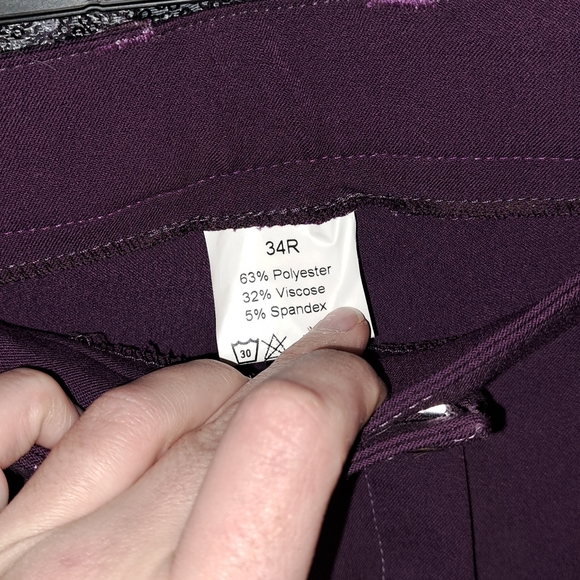 34R
63% Polyester
32% Viscose
5% Spandex
30